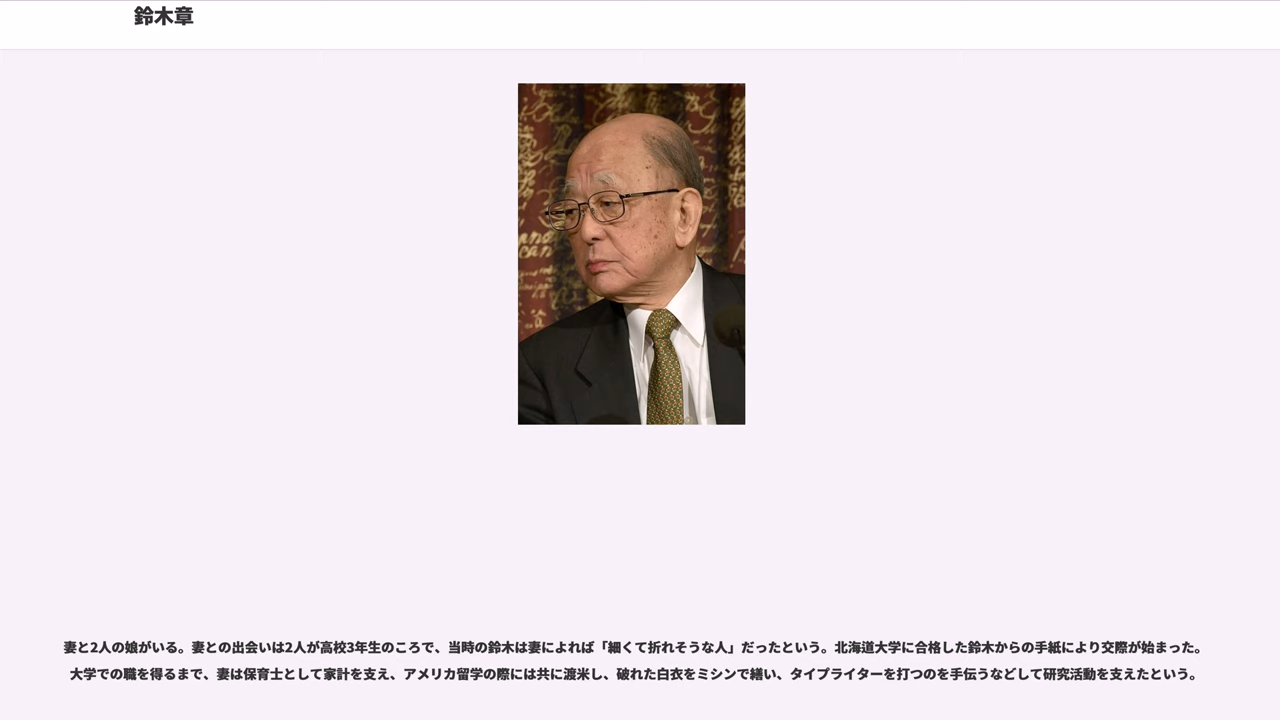 鈴木章
妻と2人の娘がいる。妻との出会いは2人が高校3年生のころで、当時の鈴木は妻によれば「細くて折れそうな人」だったという。北海道大学に合格した鈴木からの手紙により交際が始まった。
大学での職を得るまで、妻は保育士として家計を支え、アメリカ留学の際には共に渡米し、破れた白衣をミシンで繕い、タイプライターを打つのを手伝うなどして研究活動を支えたという。